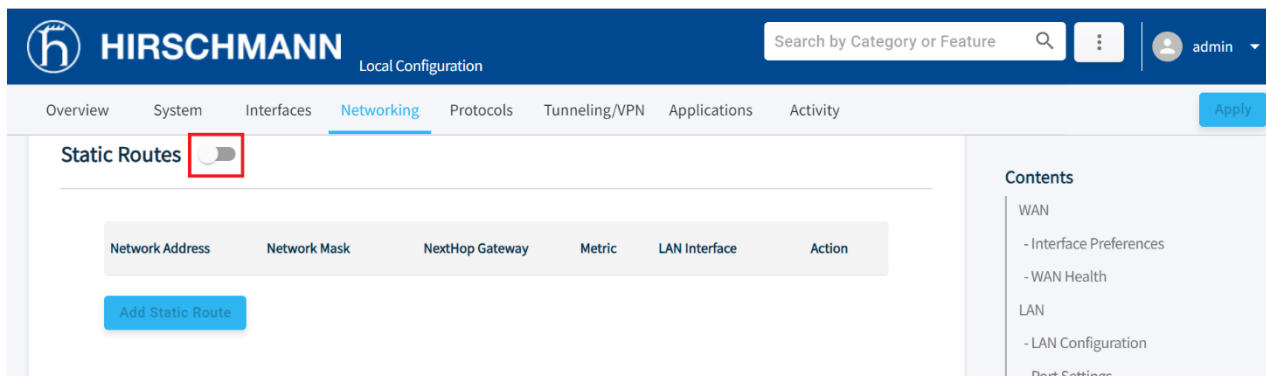 HIRSCHMANN
Local Configuration
Search by Category or Feature
admin
Overview System Interfaces Networking Protocols Tunneling/VPN Applications Activity
Apply
Static Routes
Network Address Network Mask NextHop Gateway Metric LAN Interface Action
Add Static Route
Contents
WAN
- Interface Preferences
- WAN Health
LAN
- LAN Configuration
- Port Settings